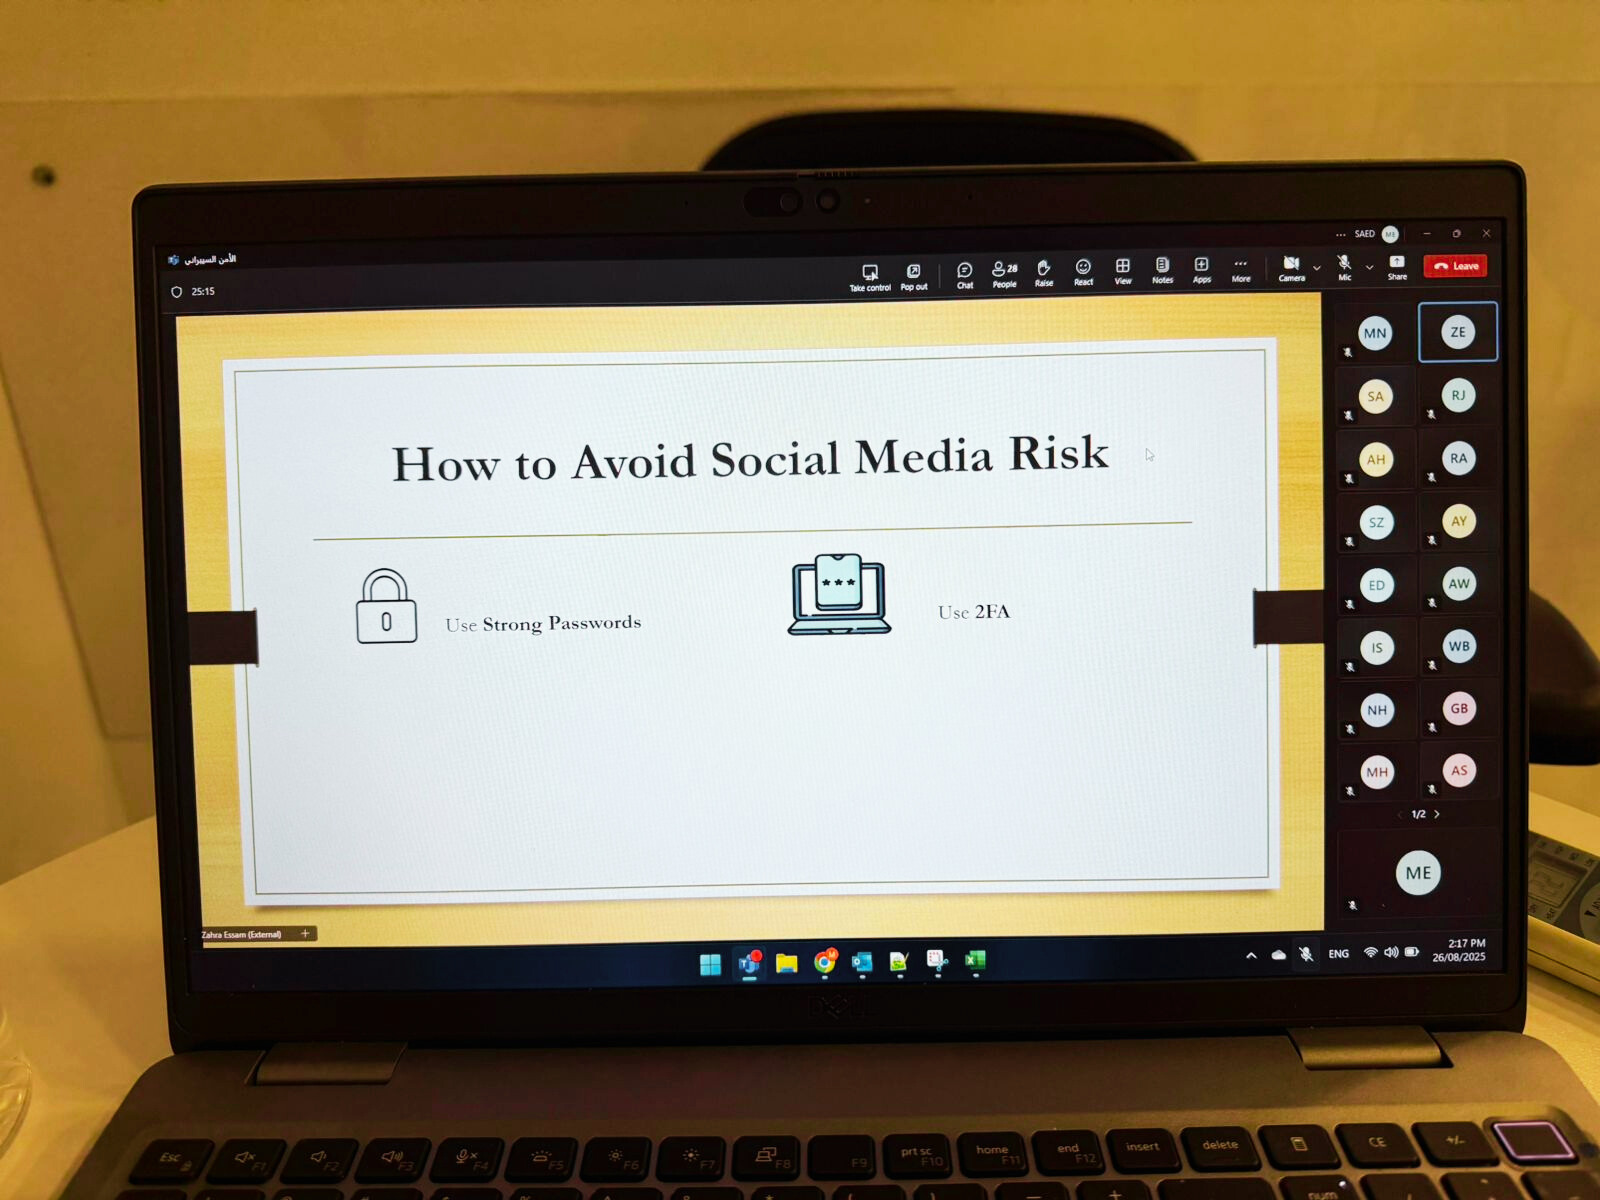 الأمن السيبراني
... SAED ME
25:15
Take control
Pop out
Chat
28
People
Raise
React
View
Notes
Apps
More
Camera
Mic
Share
Leave
How to Avoid Social Media Risk
Use Strong Passwords
***
Use 2FA
MN ZE
SA RJ
AH RA
SZ AY
ED AW
IS WB
NH GB
MH AS
1/2
ME
Zahra Essam (External)
ENG
2:17 PM
26/08/2025
DELL
Esc F1 F2 F3 F4 F5 F6 F7 F8 F9 prt sc F10 home F11 end F12 insert delete CE +/-
num